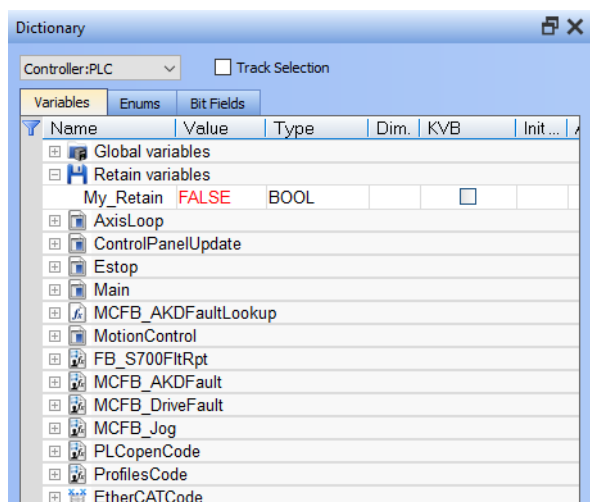 Dictionary
Controller:PLC Track Selection
Variables Enums Bit Fields
Name Value Type Dim. KVB Init ...
Global variables
Retain variables
My_Retain FALSE BOOL
AxisLoop
ControlPanelUpdate
Estop
Main
MCFB_AKDFaultLookup
MotionControl
FB_S700FltRpt
MCFB_AKDFault
MCFB_DriveFault
MCFB_Jog
PLCopenCode
ProfilesCode
EtherCATCode